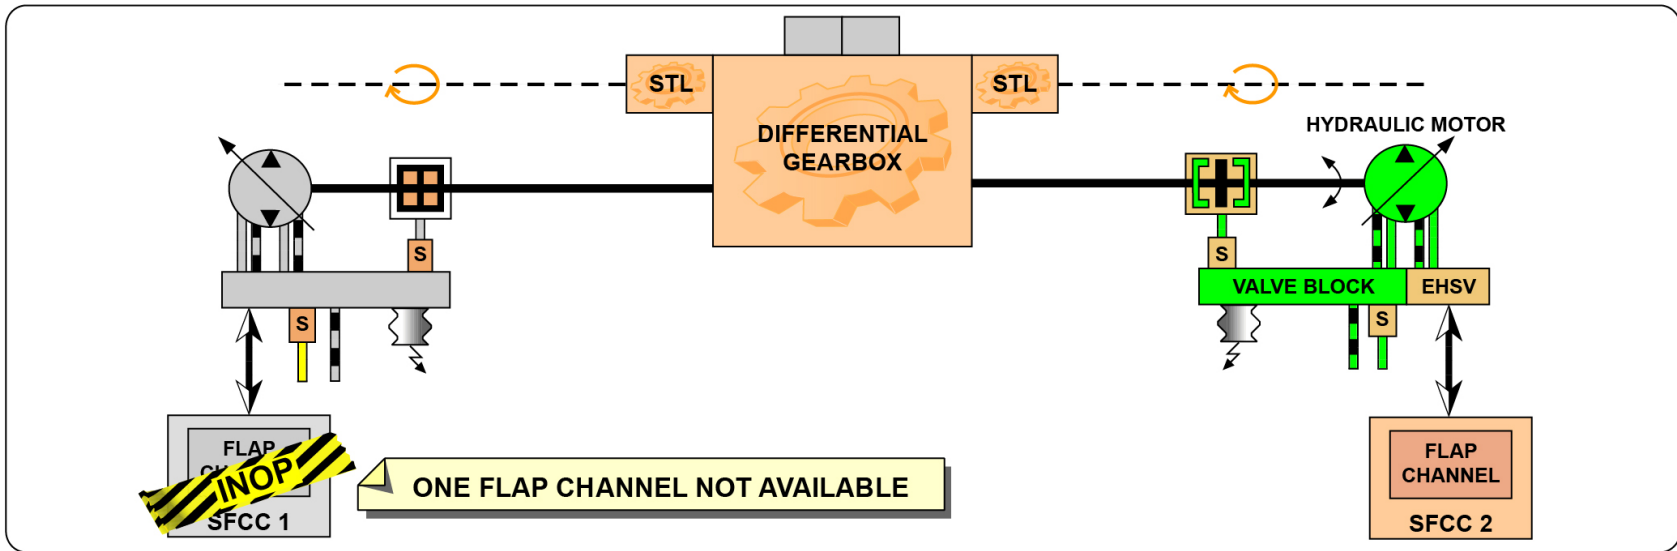 STL
STL
DIFFERENTIAL
GEARBOX
HYDRAULIC MOTOR
S
S
VALVE BLOCK
EHSV
S
S
FLAP
INOP
SFCC 1
ONE FLAP CHANNEL NOT AVAILABLE
FLAP
CHANNEL
SFCC 2